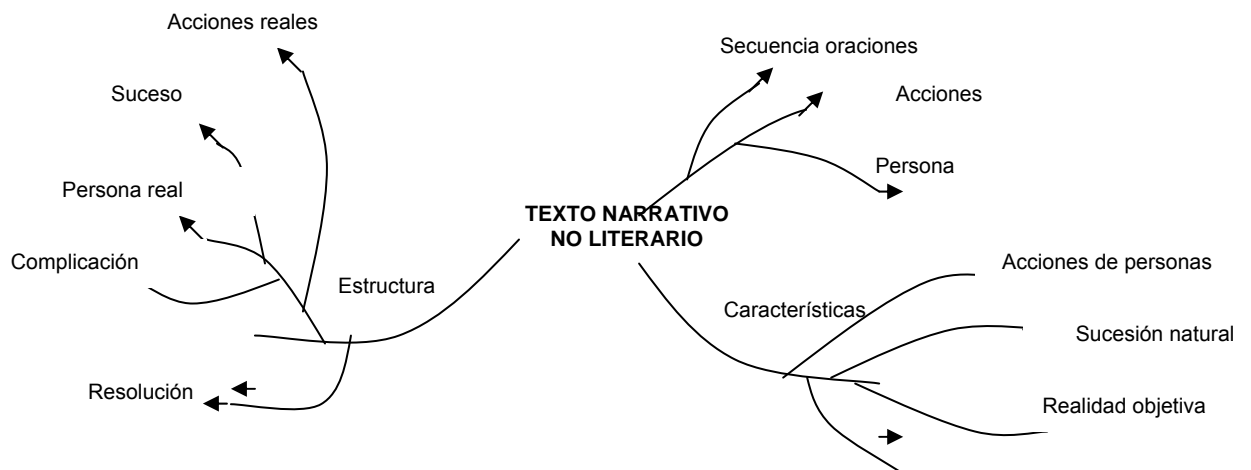 Acciones reales
Secuencia oraciones
Suceso
Acciones
Persona
Persona real
TEXTO NARRATIVO
NO LITERARIO
Complicación
Estructura
Acciones de personas
Características
Sucesión natural
Resolución
Realidad objetiva